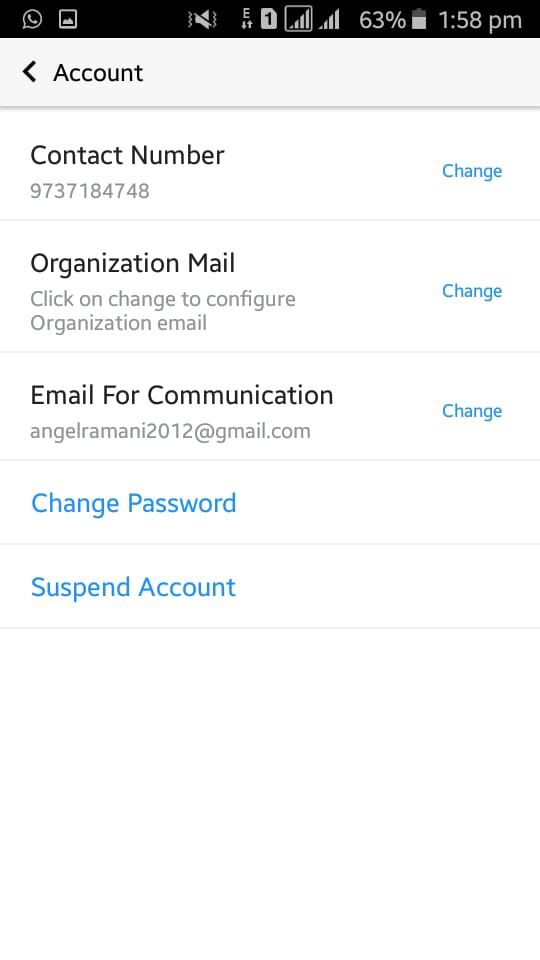 E 1 63% 1:58 pm
Account
Contact Number
Change
9737184748
Organization Mail
Click on change to configure
Change
Organization email
Email For Communication
Change
angelramani2012@gmail.com
Change Password
Suspend Account